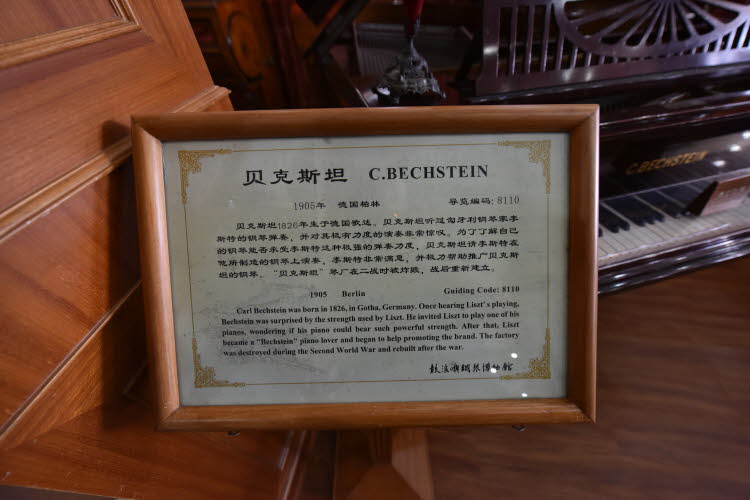 贝克斯坦 C.BECHSTEIN
1905年 德国柏林 导览编码: 8110
贝克斯坦1826年生于德国歌达。贝克斯坦听过匈牙利钢琴家李
斯特的钢琴弹奏，并对其极有力度的演奏非常惊叹。为了了解自己
的钢琴能否承受李斯特这种极强的弹奏力度，贝克斯坦请李斯特在
他所制造的钢琴上演奏，李斯特非常满意，并极力帮助推广贝克斯
坦的钢琴。“贝克斯坦”琴厂在二战时被炸毁，战后重新建立。
1905 Berlin Guiding Code: 8110
Carl Bechstein was born in 1826, in Gotha, Germany. Once hearing Liszt's playing,
Bechstein was surprised by the strength used by Liszt. He invited Liszt to play one of his
pianos, wondering if his piano could bear such powerful strength. After that, Liszt
became a "Bechstein" piano lover and began to help promoting the brand. The factory
was destroyed during the Second World War and rebuilt after the war.
鼓浪嶼鋼琴博物館
C.BECHSTEIN